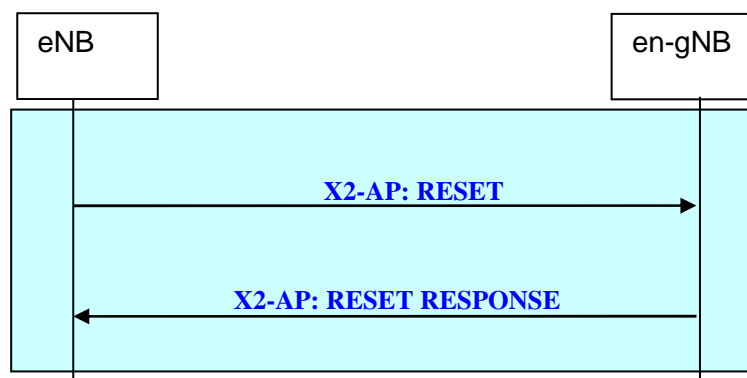 eNB
en-gNB
X2-AP: RESET
X2-AP: RESET RESPONSE